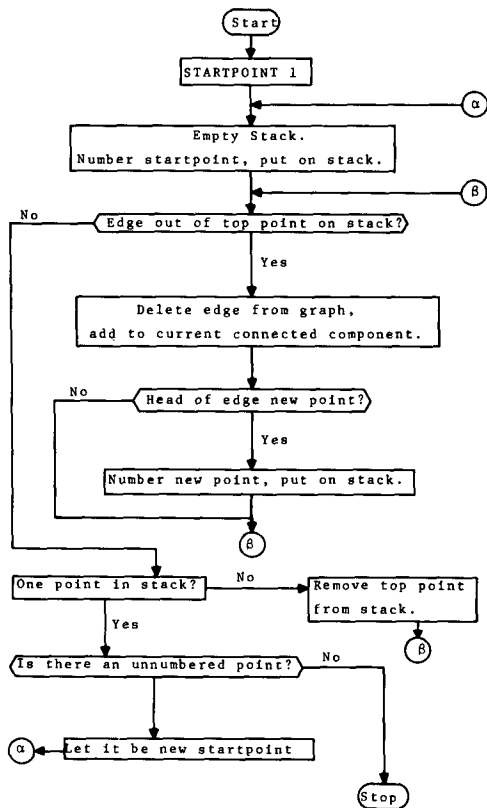 Start
STARTPOINT 1
α
Empty Stack.
Number startpoint, put on stack.
β
No
Edge out of top point on stack?
Yes
Delete edge from graph,
add to current connected component.
No
Head of edge new point?
Yes
Number new point, put on stack.
β
One point in stack?
No
Remove top point
from stack.
Yes
β
Is there an unnumbered point?
No
α
Let it be new startpoint
Stop